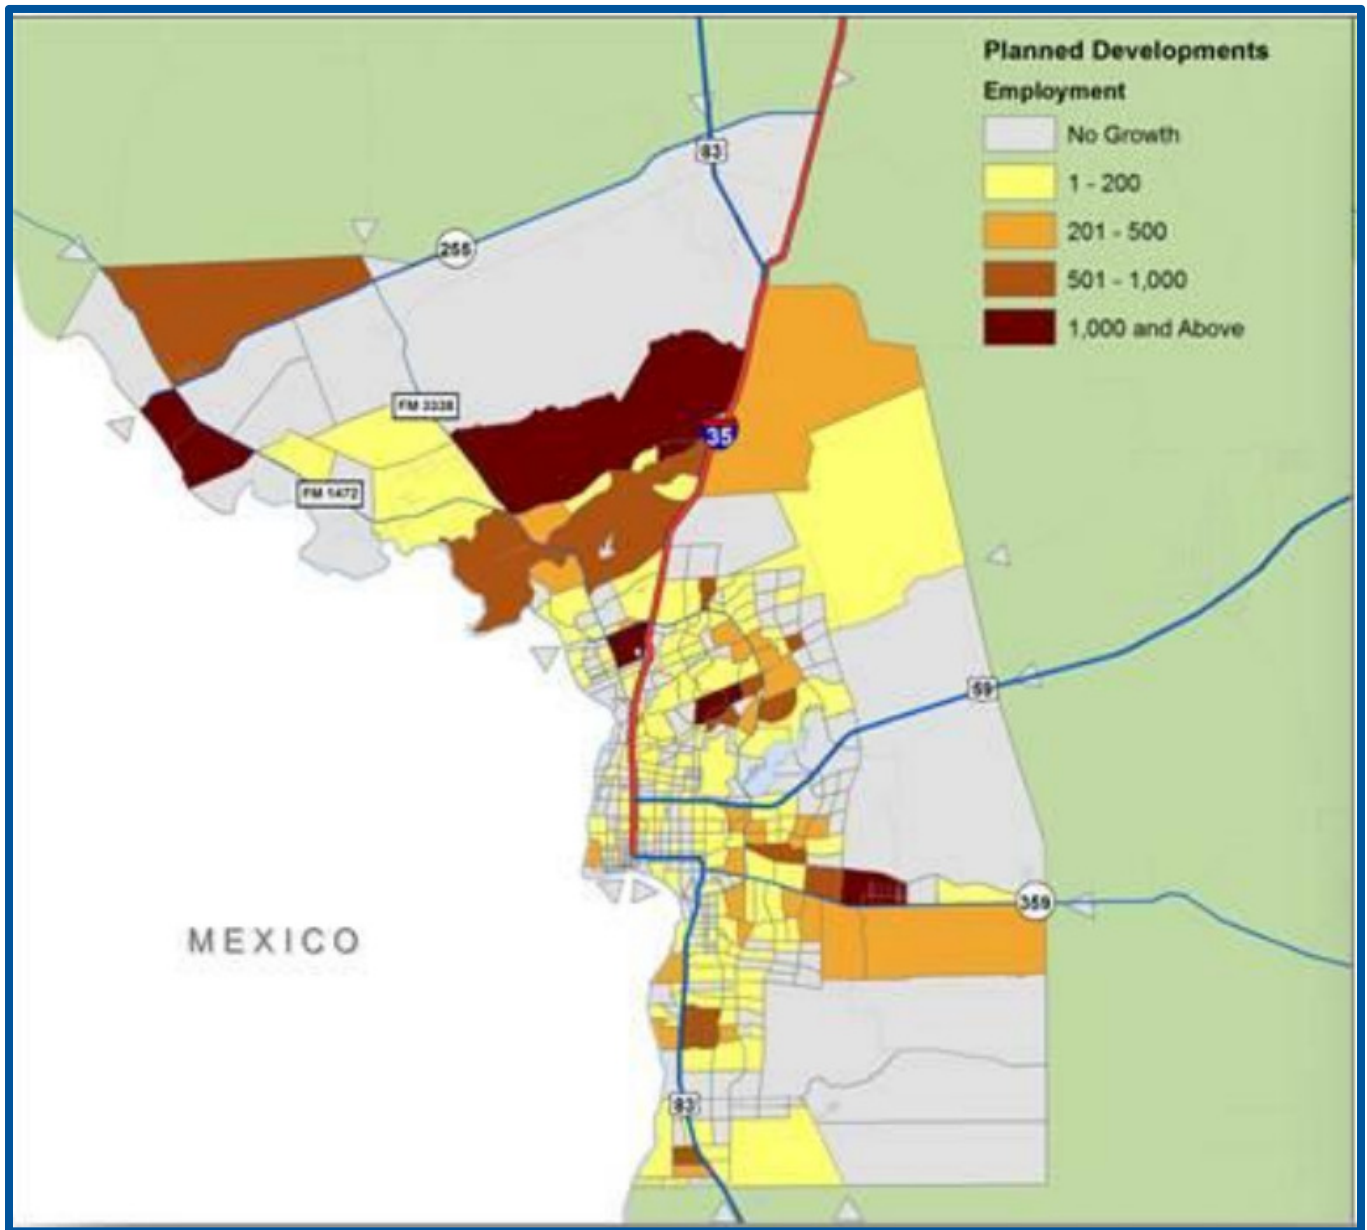 Planned Developments
Employment
No Growth
1 - 200
201 - 500
501 - 1,000
1,000 and Above
83
255
FM 3338
35
FM 1472
59
359
MEXICO
83